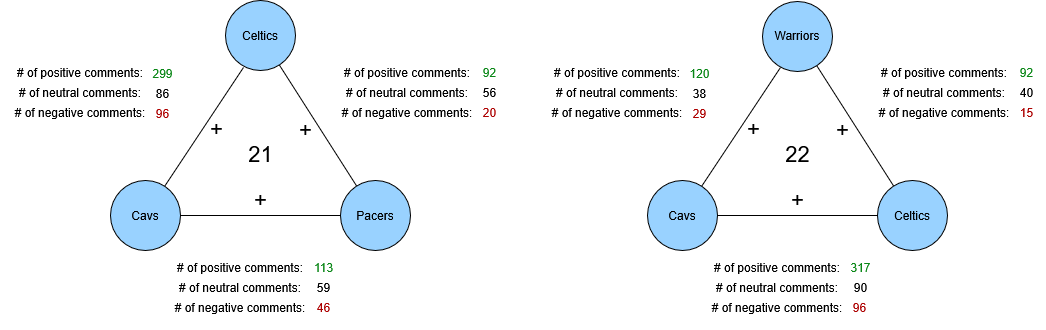 Celtics
# of positive comments: 299
# of neutral comments: 86
# of negative comments: 96
# of positive comments: 92
# of neutral comments: 56
# of negative comments: 20
+
+
21
+
Cavs
Pacers
# of positive comments: 113
# of neutral comments: 59
# of negative comments: 46
Warriors
# of positive comments: 120
# of neutral comments: 38
# of negative comments: 29
# of positive comments: 92
# of neutral comments: 40
# of negative comments: 15
+
+
22
+
Cavs
Celtics
# of positive comments: 317
# of neutral comments: 90
# of negative comments: 96